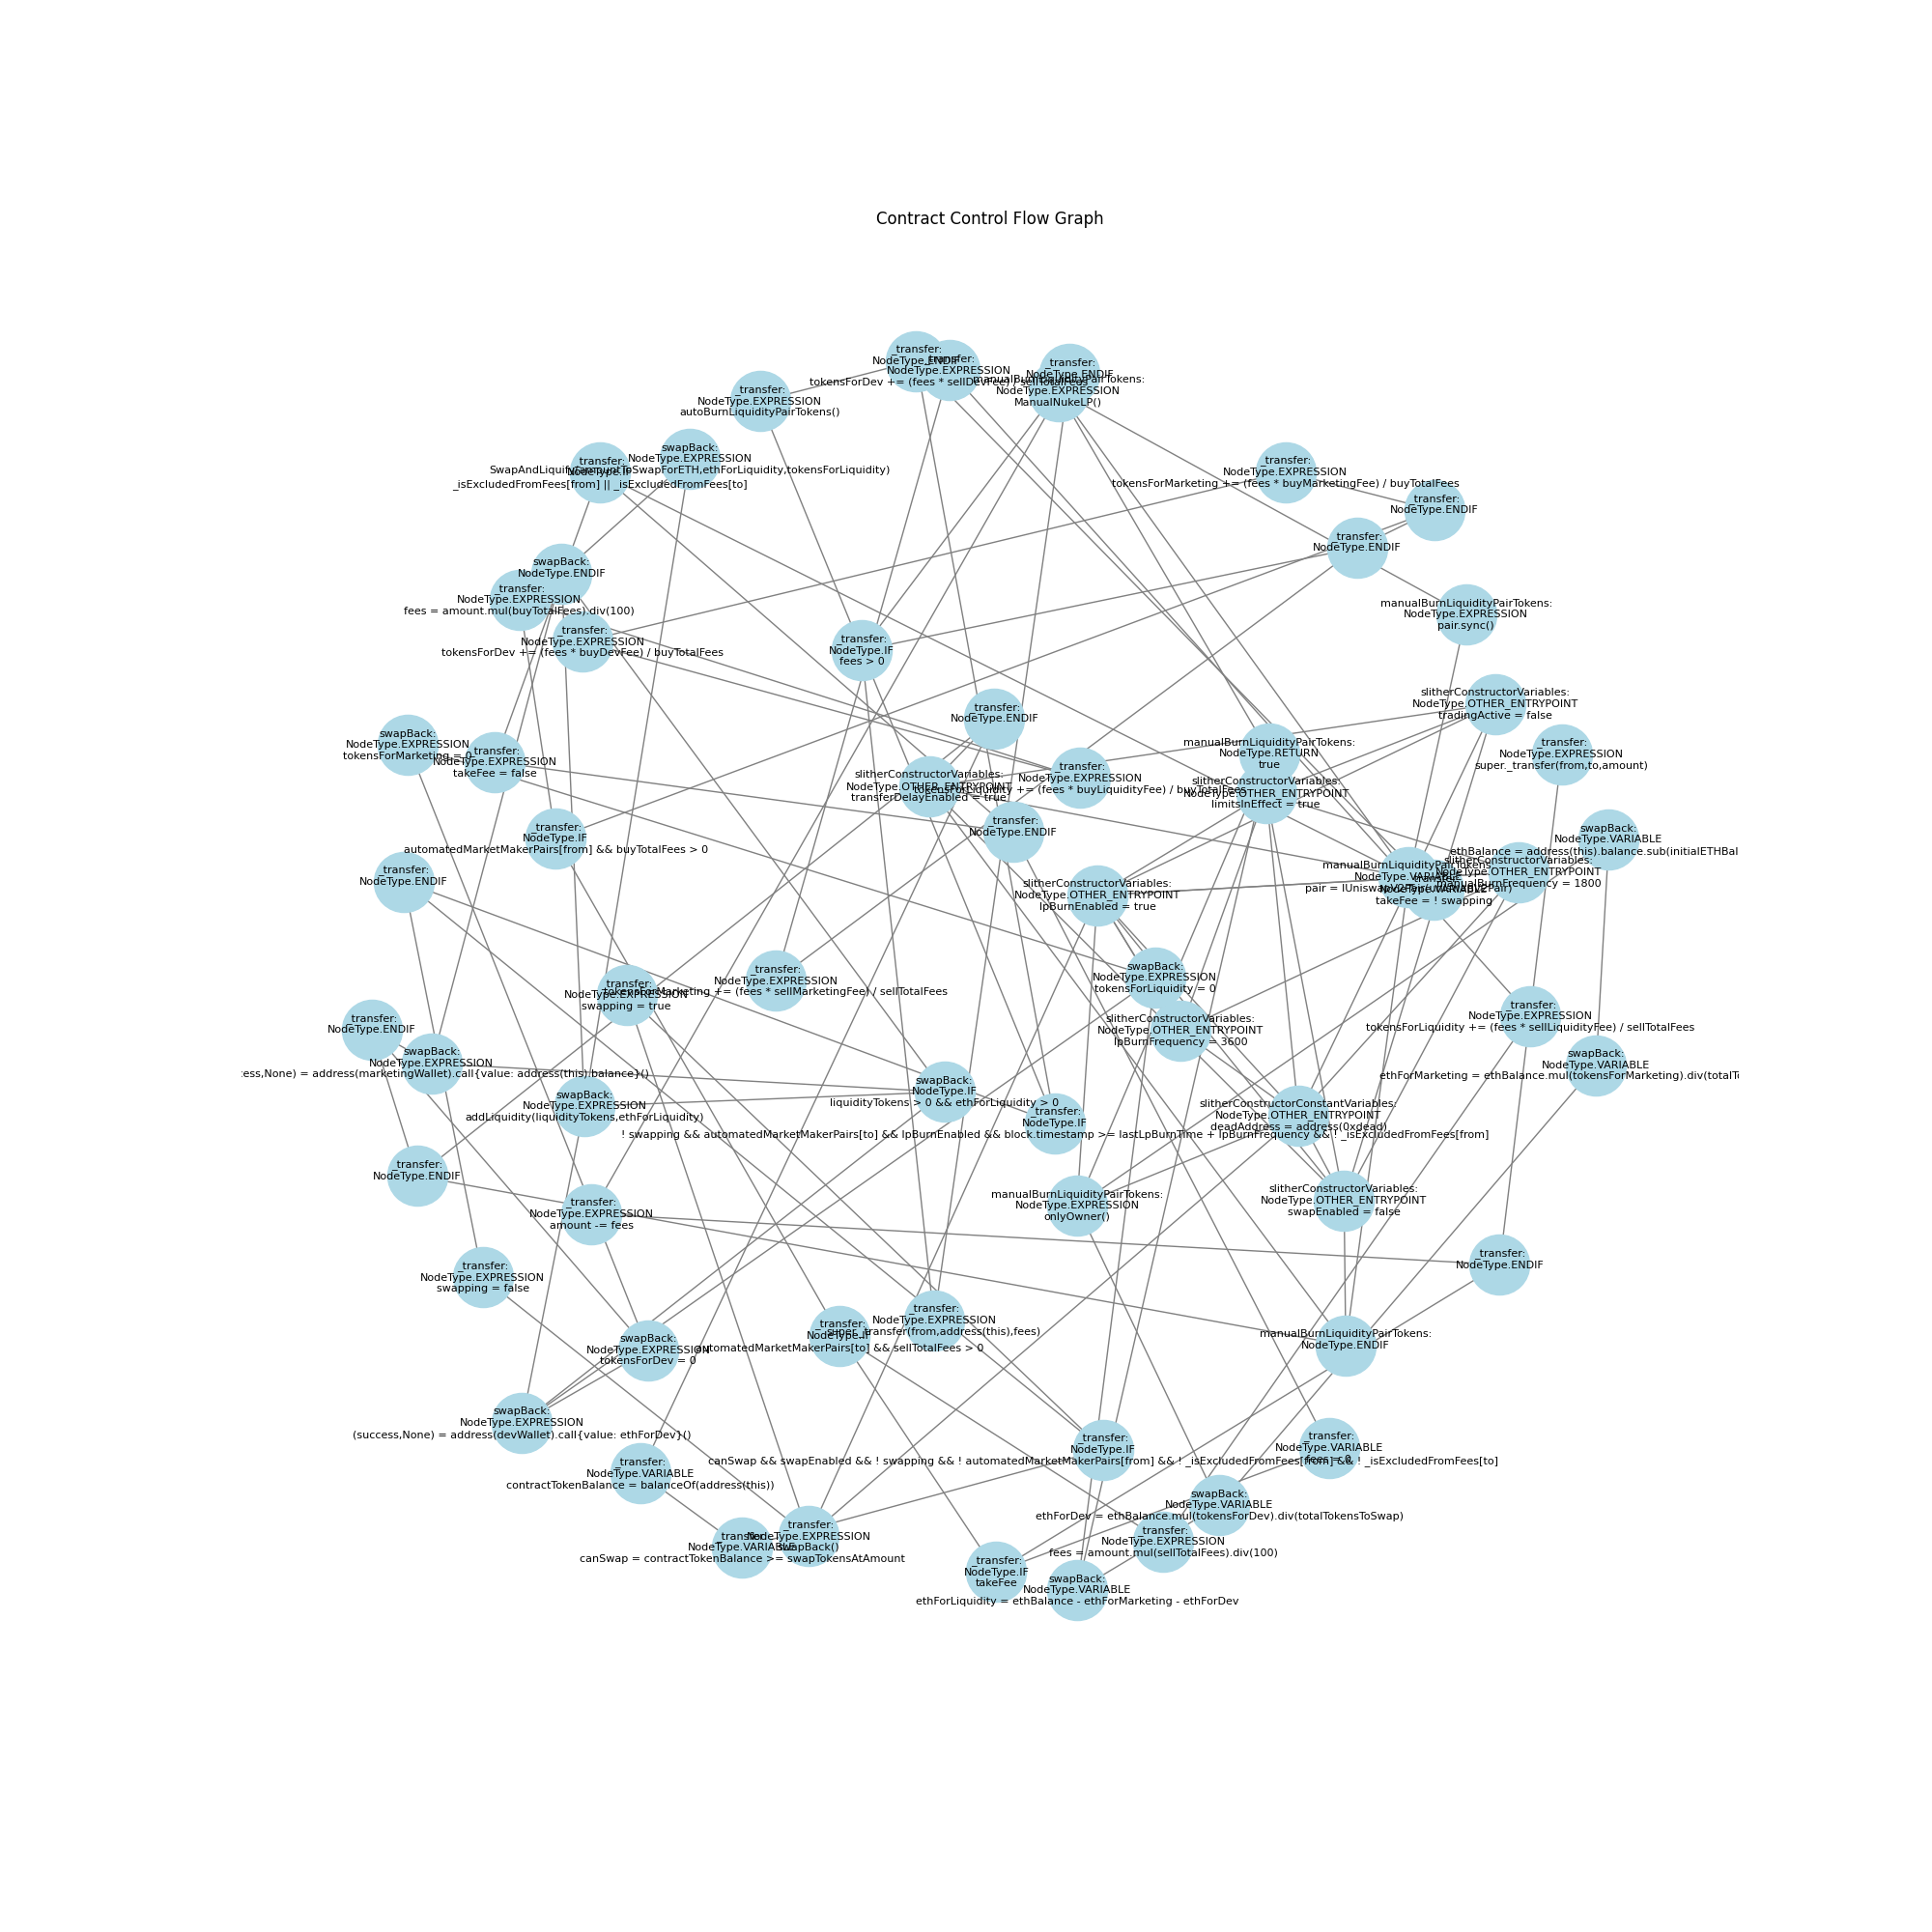 Contract Control Flow Graph
_transfer:
NodeType.ENDIF
_transfer:
NodeType.EXPRESSION
tokensForDev += (fees * sellDevFee) / sellTotalFees
_transfer:
NodeType.ENDIF
manualBurnLiquidityPairTokens:
NodeType.EXPRESSION
ManualNukeLP()
_transfer:
NodeType.EXPRESSION
autoBurnLiquidityPairTokens()
swapBack:
NodeType.EXPRESSION
SwapAndLiquify(amountToSwapForETH,ethForLiquidity,tokensForLiquidity)
_transfer:
NodeType.IF
_isExcludedFromFees[from] || _isExcludedFromFees[to]
_transfer:
NodeType.EXPRESSION
tokensForMarketing += (fees * buyMarketingFee) / buyTotalFees
_transfer:
NodeType.ENDIF
_transfer:
NodeType.ENDIF
swapBack:
NodeType.ENDIF
_transfer:
NodeType.EXPRESSION
fees = amount.mul(buyTotalFees).div(100)
manualBurnLiquidityPairTokens:
NodeType.EXPRESSION
pair.sync()
_transfer:
NodeType.EXPRESSION
tokensForDev += (fees * buyDevFee) / buyTotalFees
_transfer:
NodeType.IF
fees > 0
slitherConstructorVariables:
NodeType.OTHER_ENTRYPOINT
tradingActive = false
_transfer:
NodeType.ENDIF
swapBack:
NodeType.EXPRESSION
tokensForMarketing = 0
_transfer:
NodeType.EXPRESSION
takeFee = false
manualBurnLiquidityPairTokens:
NodeType.RETURN
true
_transfer:
NodeType.EXPRESSION
super._transfer(from,to,amount)
slitherConstructorVariables:
NodeType.OTHER_ENTRYPOINT
transferDelayEnabled = true
_transfer:
NodeType.EXPRESSION
tokensForLiquidity += (fees * buyLiquidityFee) / buyTotalFees
slitherConstructorVariables:
NodeType.OTHER_ENTRYPOINT
limitsInEffect = true
_transfer:
NodeType.ENDIF
_transfer:
NodeType.IF
automatedMarketMakerPairs[from] && buyTotalFees > 0
swapBack:
NodeType.VARIABLE
ethBalance = address(this).balance.sub(initialETHBal
_transfer:
NodeType.ENDIF
slitherConstructorVariables:
NodeType.OTHER_ENTRYPOINT
manualBurnFrequency = 1800
manualBurnLiquidityPairTokens:
NodeType.VARIABLE
pair = IUniswapV2Pair(uniswapV2Pair)
_transfer:
NodeType.VARIABLE
takeFee = ! swapping
slitherConstructorVariables:
NodeType.OTHER_ENTRYPOINT
lpBurnEnabled = true
_transfer:
NodeType.EXPRESSION
tokensForMarketing += (fees * sellMarketingFee) / sellTotalFees
_transfer:
NodeType.EXPRESSION
swapping = true
swapBack:
NodeType.EXPRESSION
tokensForLiquidity = 0
_transfer:
NodeType.EXPRESSION
tokensForLiquidity += (fees * sellLiquidityFee) / sellTotalFees
slitherConstructorVariables:
NodeType.OTHER_ENTRYPOINT
lpBurnFrequency = 3600
_transfer:
NodeType.ENDIF
swapBack:
NodeType.EXPRESSION
cess,None) = address(marketingWallet).call{value: address(this).balance}()
swapBack:
NodeType.VARIABLE
ethForMarketing = ethBalance.mul(tokensForMarketing).div(totalTo
swapBack:
NodeType.IF
liquidityTokens > 0 && ethForLiquidity > 0
swapBack:
NodeType.EXPRESSION
addLiquidity(liquidityTokens,ethForLiquidity)
_transfer:
NodeType.IF
! swapping && automatedMarketMakerPairs[to] && lpBurnEnabled && block.timestamp >= lastLpBurnTime + lpBurnFrequency && ! _isExcludedFromFees[from]
slitherConstructorConstantVariables:
NodeType.OTHER_ENTRYPOINT
deadAddress = address(0xdead)
_transfer:
NodeType.ENDIF
manualBurnLiquidityPairTokens:
NodeType.EXPRESSION
onlyOwner()
slitherConstructorVariables:
NodeType.OTHER_ENTRYPOINT
swapEnabled = false
_transfer:
NodeType.EXPRESSION
amount -= fees
_transfer:
NodeType.EXPRESSION
swapping = false
_transfer:
NodeType.ENDIF
_transfer:
NodeType.EXPRESSION
super._transfer(from,address(this),fees)
_transfer:
NodeType.IF
automatedMarketMakerPairs[to] && sellTotalFees > 0
manualBurnLiquidityPairTokens:
NodeType.ENDIF
swapBack:
NodeType.EXPRESSION
tokensForDev = 0
swapBack:
NodeType.EXPRESSION
(success,None) = address(devWallet).call{value: ethForDev}()
_transfer:
NodeType.IF
canSwap && swapEnabled && ! swapping && ! automatedMarketMakerPairs[from] && ! _isExcludedFromFees[from] && ! _isExcludedFromFees[to]
_transfer:
NodeType.VARIABLE
fees = 0
_transfer:
NodeType.VARIABLE
contractTokenBalance = balanceOf(address(this))
swapBack:
NodeType.VARIABLE
ethForDev = ethBalance.mul(tokensForDev).div(totalTokensToSwap)
_transfer:
NodeType.EXPRESSION
swapBack()
_transfer:
NodeType.VARIABLE
canSwap = contractTokenBalance >= swapTokensAtAmount
_transfer:
NodeType.EXPRESSION
fees = amount.mul(sellTotalFees).div(100)
_transfer:
NodeType.IF
takeFee
swapBack:
NodeType.VARIABLE
ethForLiquidity = ethBalance - ethForMarketing - ethForDev